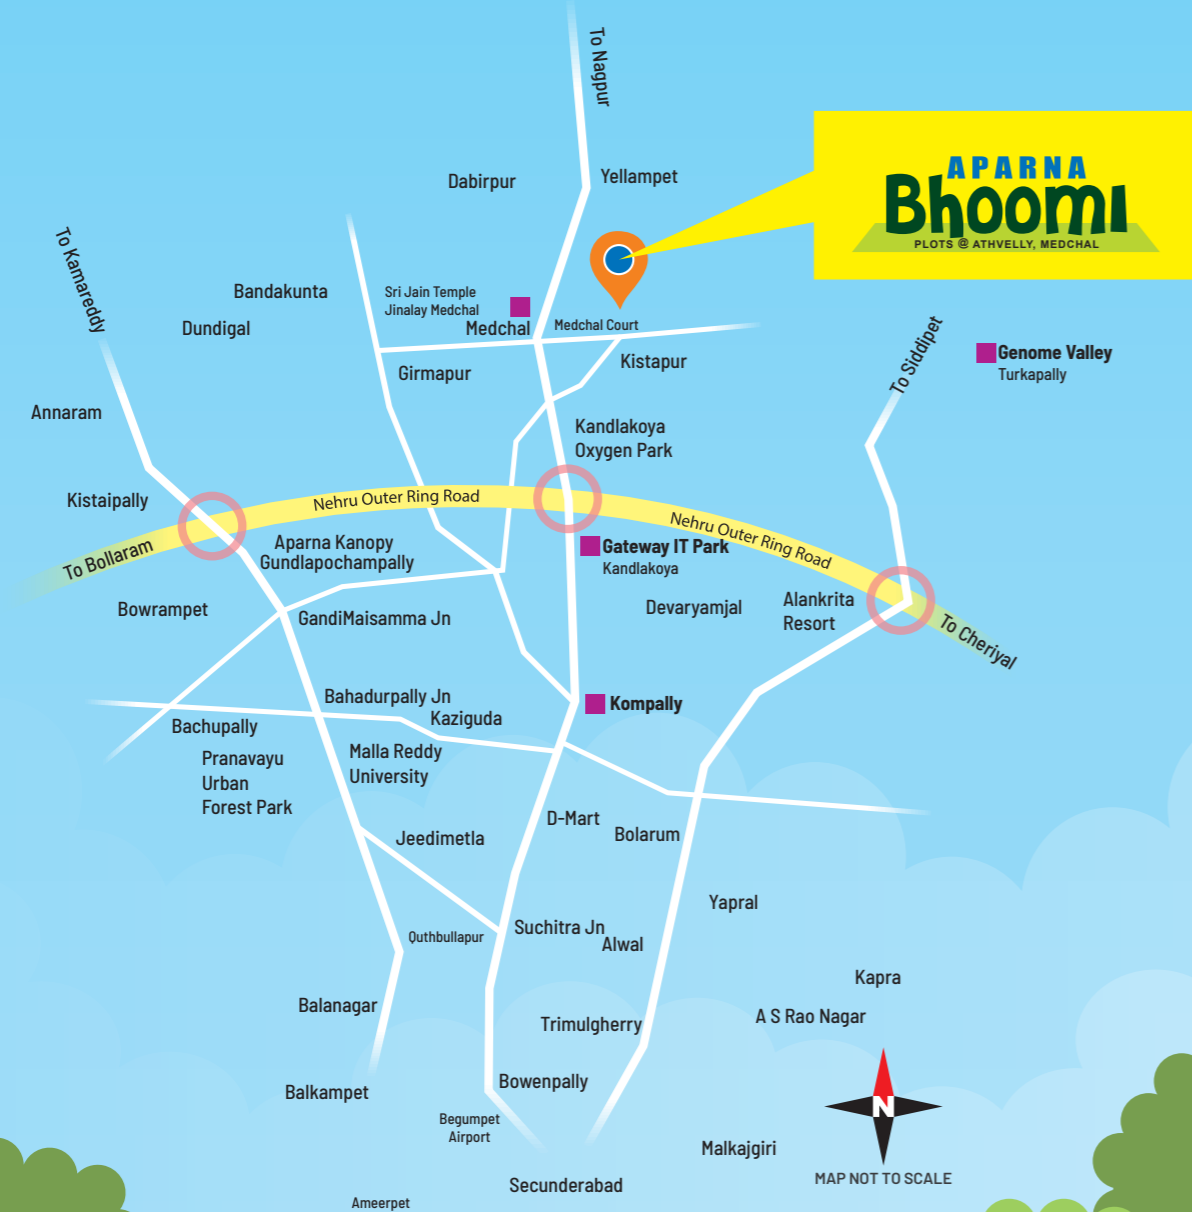 To Nagpur
APARNA
Bhoomi
PLOTS @ ATHVELLY, MEDCHAL
Dabirpur
Yellampet
To Kamareddy
Bandakunta
Sri Jain Temple
Jinalay Medchal
Dundigal
Medchal
Medchal Court
To Siddipet
Genome Valley
Turkapally
Girmapur
Kistapur
Annaram
Kandlakoya
Oxygen Park
Kistaipally
Nehru Outer Ring Road
Nehru Outer Ring Road
To Bollaram
Aparna Kanopy
Gundlapochampally
Gateway IT Park
Kandlakoya
Bowrampet
GandiMaisamma Jn
Devaryamjal
Alankrita
Resort
To Cheriyal
Bahadurpally Jn
Kompally
Kaziguda
Bachupally
Pranavayu
Urban
Forest Park
Malla Reddy
University
D-Mart
Bolarum
Jeedimetla
Yapral
Suchitra Jn
Quthbullapur
Alwal
Kapra
Balanagar
Trimulgherry
A S Rao Nagar
Balkampet
Bowenpally
N
Begumpet
Airport
Malkajgiri
MAP NOT TO SCALE
Secunderabad
Ameerpet